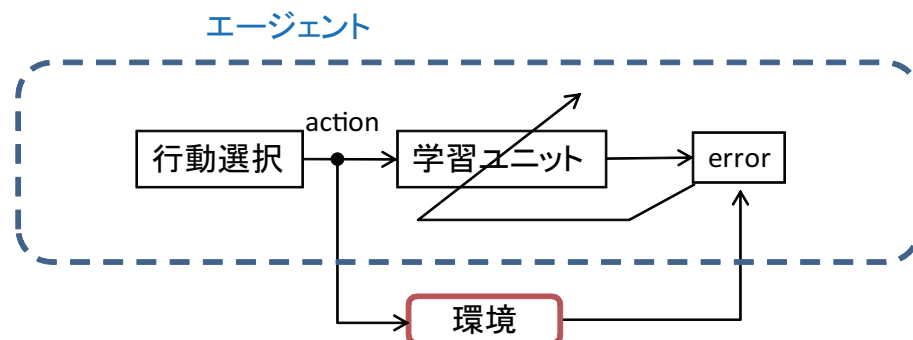 エージェント
action
行動選択
学習ユニット
error
環境